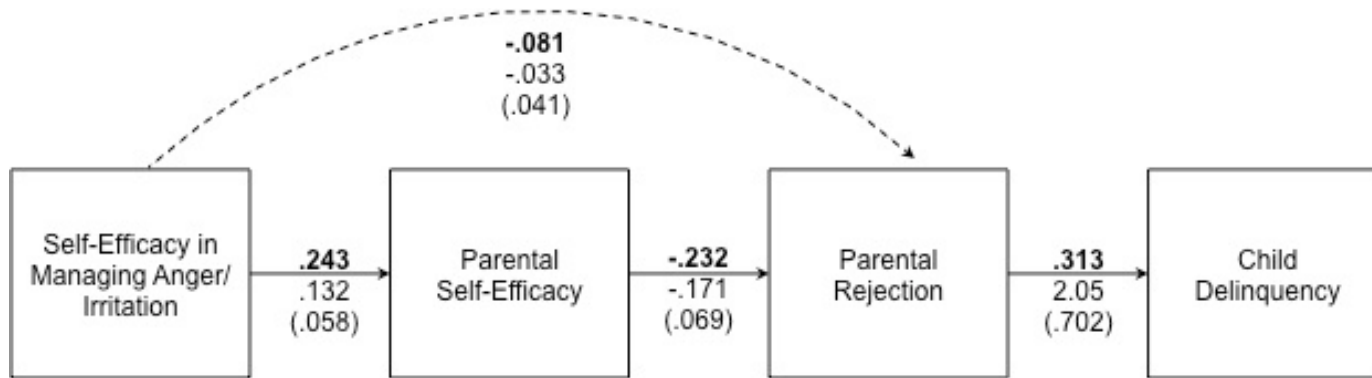 -.081
-.033
(.041)
Self-Efficacy in
Managing Anger/
Irritation
.243
.132
(.058)
Parental
Self-Efficacy
-.232
-.171
(.069)
Parental
Rejection
.313
2.05
(.702)
Child
Delinquency